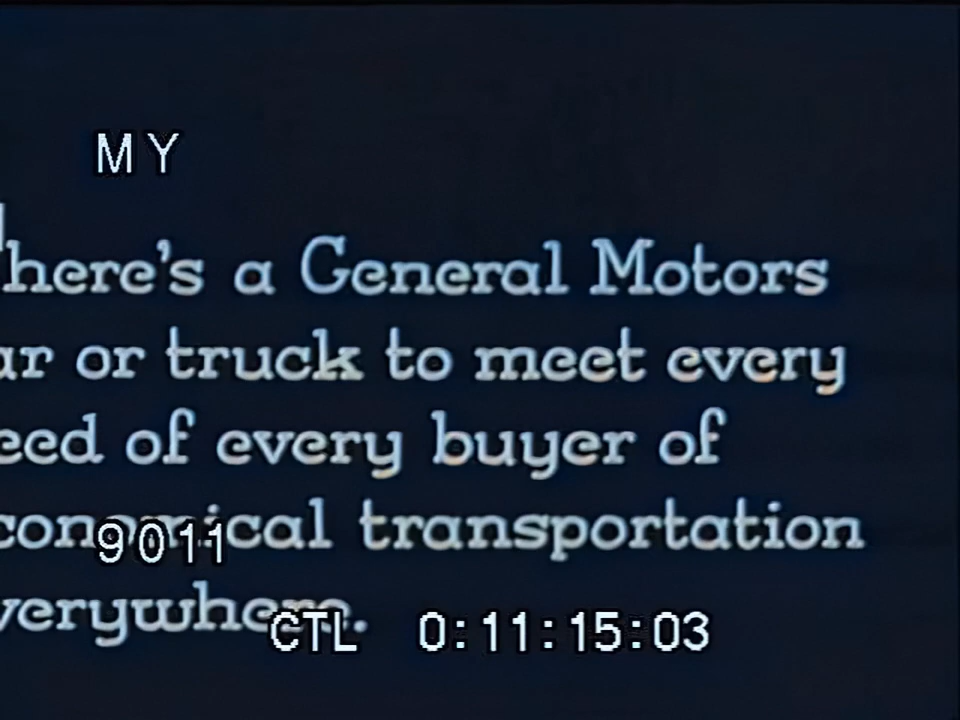 MY
here's a General Motors
ar or truck to meet every
eed of every buyer of
conomical transportation
9011
verywhere.
CTL 0:11:15:03